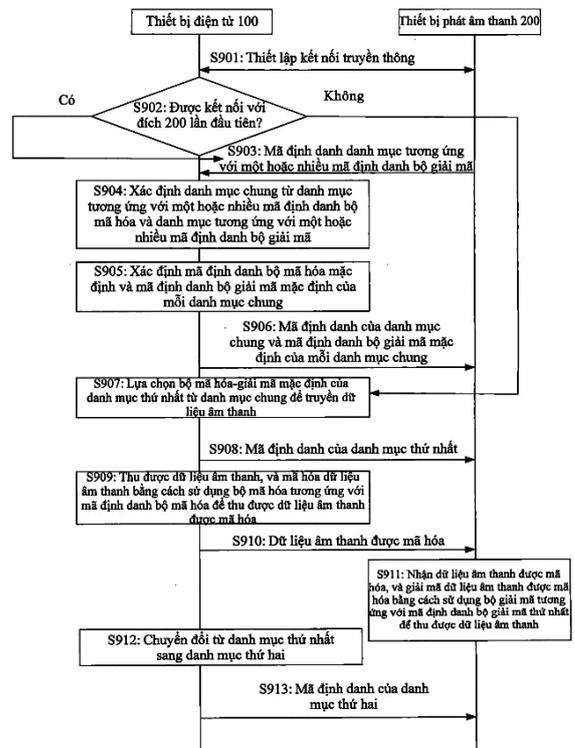 Thiết bị điện tử 100
Thiết bị phát âm thanh 200
S901: Thiết lập kết nối truyền thông
Có
S902: Được kết nối với
đích 200 lần đầu tiên?
Không
S903: Mã định danh danh mục tương ứng
với một hoặc nhiều mã định danh bộ giải mã
S904: Xác định danh mục chung từ danh mục
tương ứng với một hoặc nhiều mã định danh bộ
mã hóa và danh mục tương ứng với một hoặc
nhiều mã định danh bộ giải mã
S905: Xác định mã định danh bộ mã hóa mặc
định và mã định danh bộ giải mã mặc định của
mỗi danh mục chung
S906: Mã định danh của danh mục
chung và mã định danh bộ giải mã mặc
định của mỗi danh mục chung
S907: Lựa chọn bộ mã hóa-giải mã mặc định của
danh mục thứ nhất từ danh mục chung để truyền dữ
liệu âm thanh
S908: Mã định danh của danh mục thứ nhất
S909: Thu được dữ liệu âm thanh, và mã hóa dữ liệu
âm thanh bằng cách sử dụng bộ mã hóa tương ứng với
mã định danh bộ mã hóa để thu được dữ liệu âm thanh
được mã hóa
S910: Dữ liệu âm thanh được mã hóa
S911: Nhận dữ liệu âm thanh được mã
hóa, và giải mã dữ liệu âm thanh được mã
hóa bằng cách sử dụng bộ giải mã tương
ứng với mã định danh bộ giải mã thứ nhất
để thu được dữ liệu âm thanh
S912: Chuyển đổi từ danh mục thứ nhất
sang danh mục thứ hai
S913: Mã định danh của danh
mục thứ hai